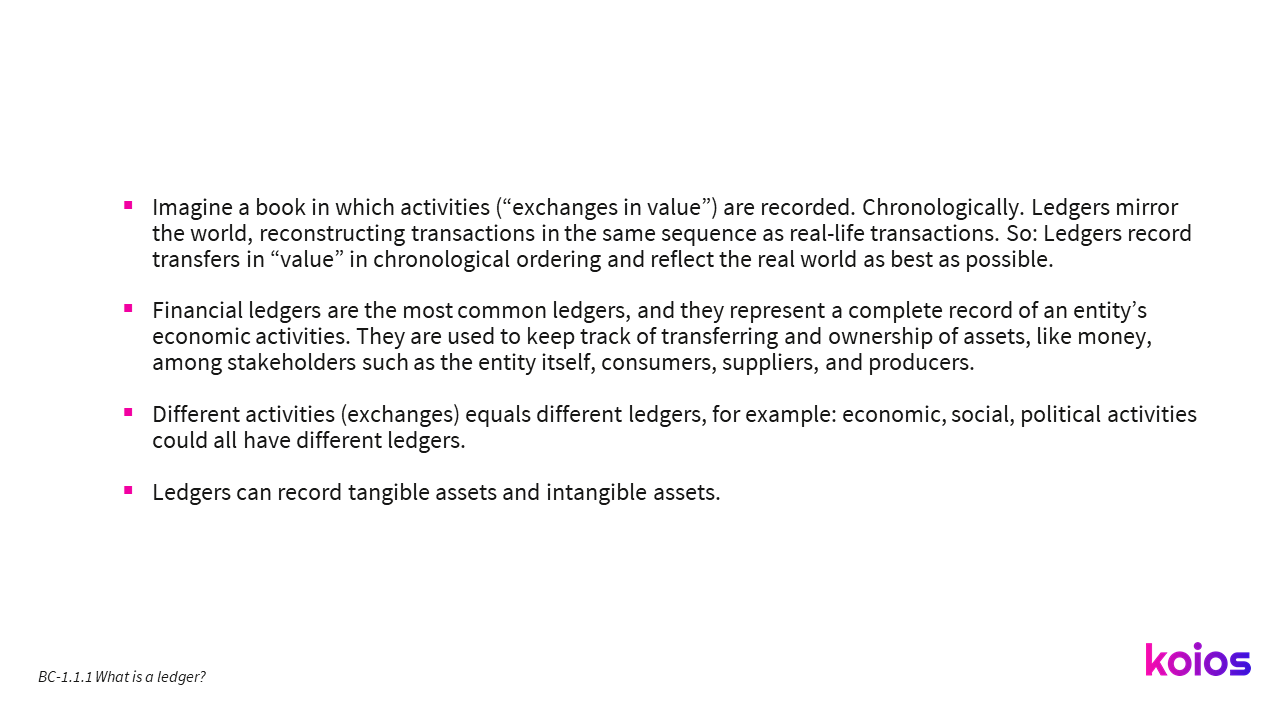 Imagine a book in which activities (“exchanges in value”) are recorded. Chronologically. Ledgers mirror
the world, reconstructing transactions in the same sequence as real-life transactions. So: Ledgers record
transfers in “value” in chronological ordering and reflect the real world as best as possible.
Financial ledgers are the most common ledgers, and they represent a complete record of an entity’s
economic activities. They are used to keep track of transferring and ownership of assets, like money,
among stakeholders such as the entity itself, consumers, suppliers, and producers.
Different activities (exchanges) equals different ledgers, for example: economic, social, political activities
could all have different ledgers.
Ledgers can record tangible assets and intangible assets.
BC-1.1.1 What is a ledger?
koios